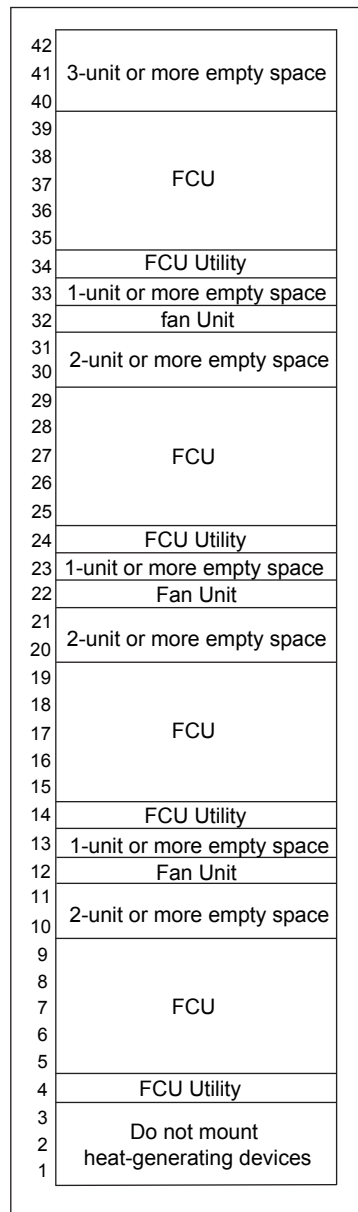 42
41 3-unit or more empty space
40
39
38
37 FCU
36
35
34 FCU Utility
33 1-unit or more empty space
32 fan Unit
31
30 2-unit or more empty space
29
28
27 FCU
26
25
24 FCU Utility
23 1-unit or more empty space
22 Fan Unit
21
20 2-unit or more empty space
19
18
17 FCU
16
15
14 FCU Utility
13 1-unit or more empty space
12 Fan Unit
11
10 2-unit or more empty space
9
8
7 FCU
6
5
4 FCU Utility
3
2 Do not mount
1 heat-generating devices